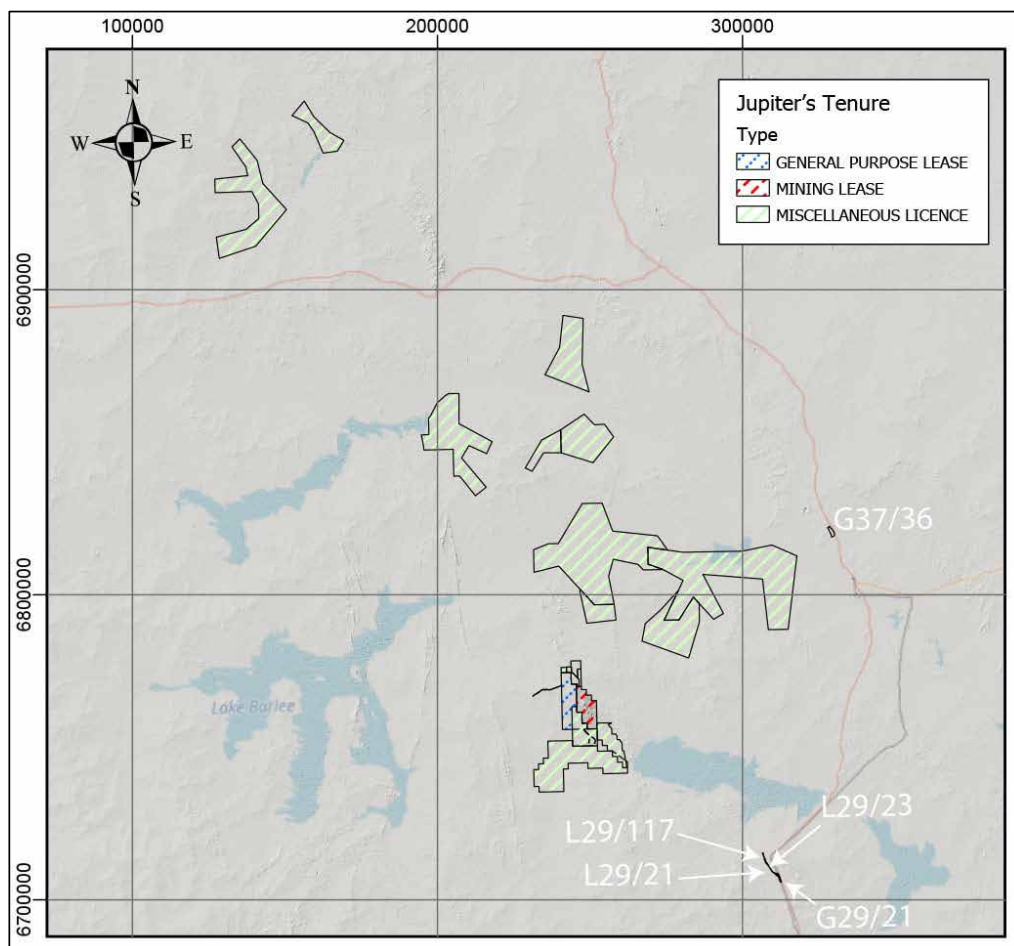 100000
200000
300000
N
W
E
S
Jupiter's Tenure
Type
GENERAL PURPOSE LEASE
MINING LEASE
MISCELLANEOUS LICENCE
6900000
G37/36
6800000
Lake Barlee
L29/23
L29/117
L29/21
6700000
G29/21